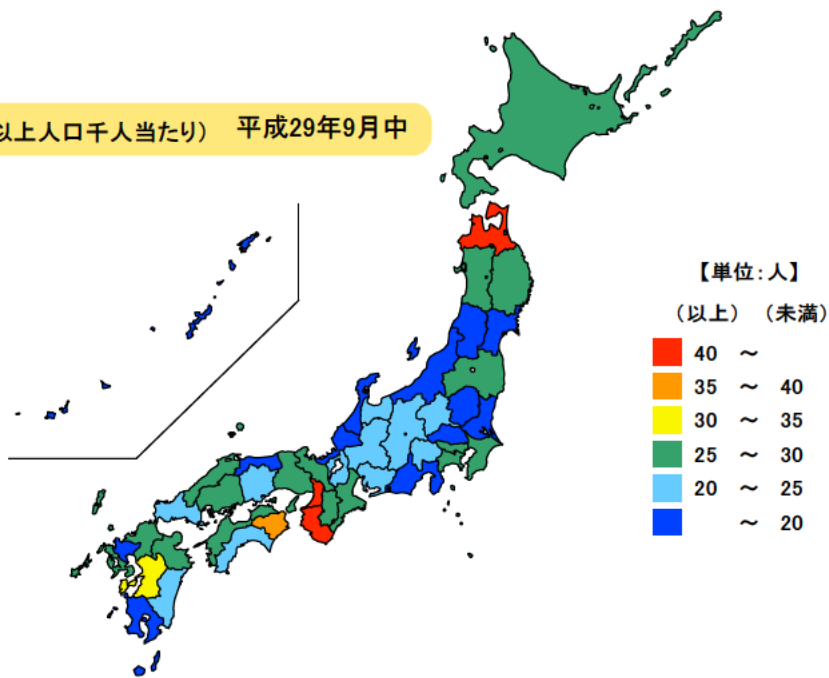 以上人口千人当たり) 平成29年9月中
【単位:人】
(以上) (未満)
40 ~
35 ~ 40
30 ~ 35
25 ~ 30
20 ~ 25
~ 20